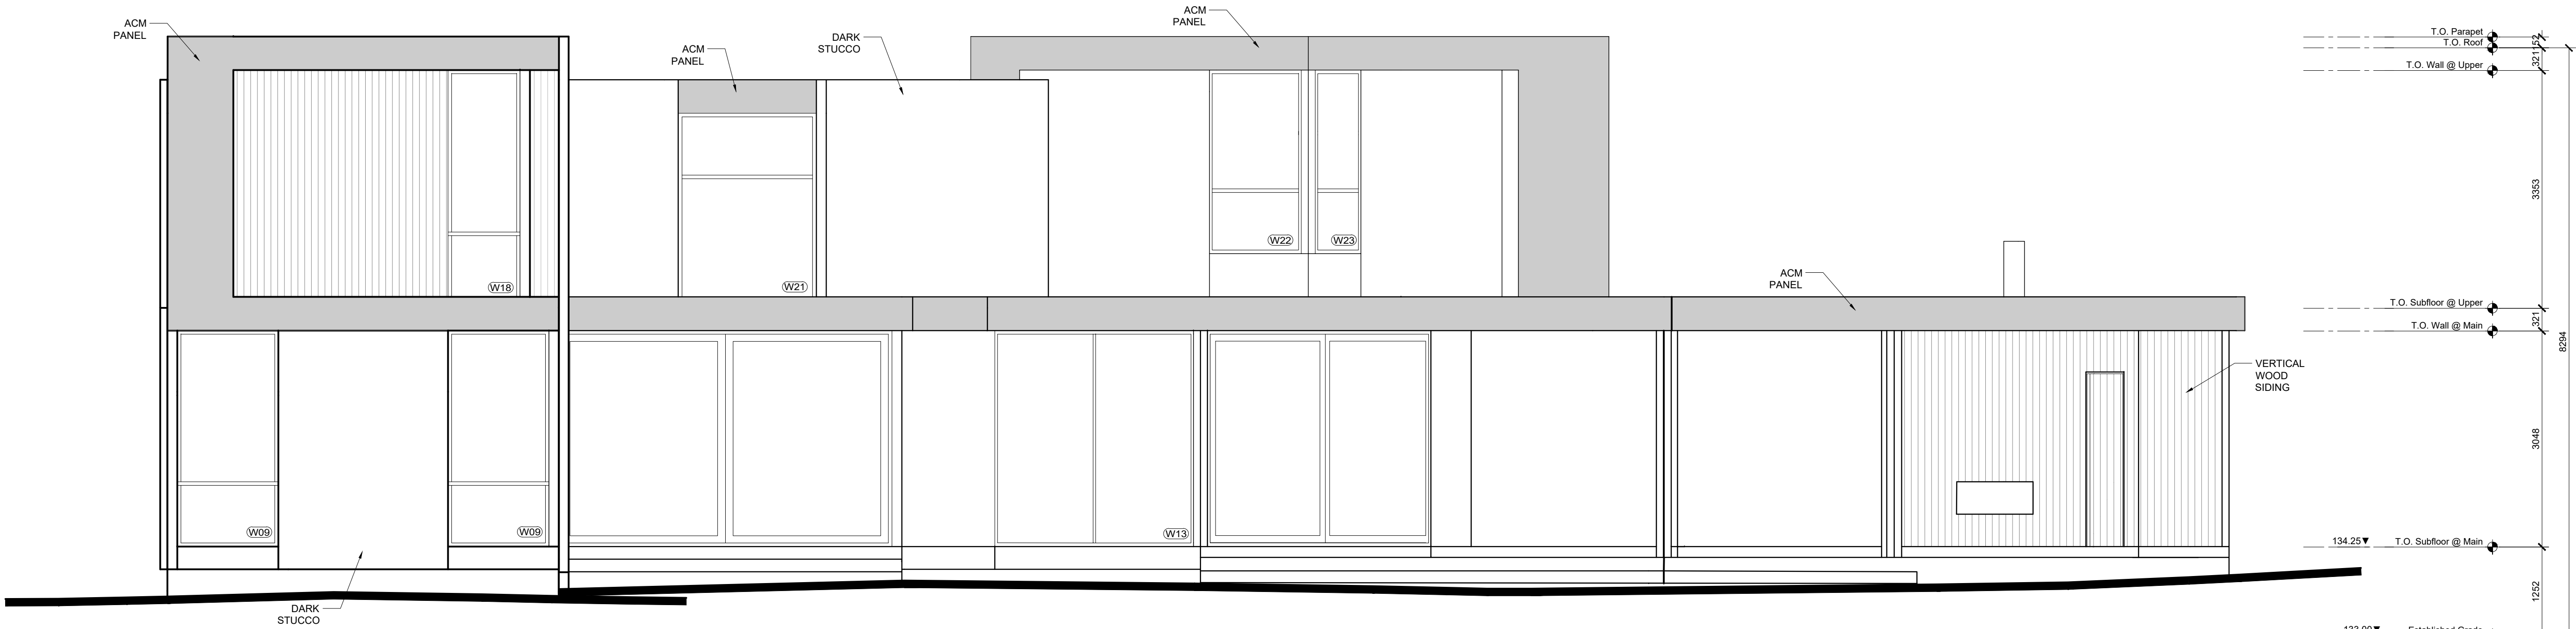 ACM
PANEL
ACM
PANEL
DARK
STUCCO
ACM
PANEL
T.O. Parapet
T.O. Roof
T.O. Wall @ Upper
152
321
3353
W18
W21
W22
W23
ACM
PANEL
T.O. Subfloor @ Upper
T.O. Wall @ Main
321
8294
VERTICAL
WOOD
SIDING
3048
W09
W09
W13
134.25
T.O. Subfloor @ Main
1252
DARK
STUCCO